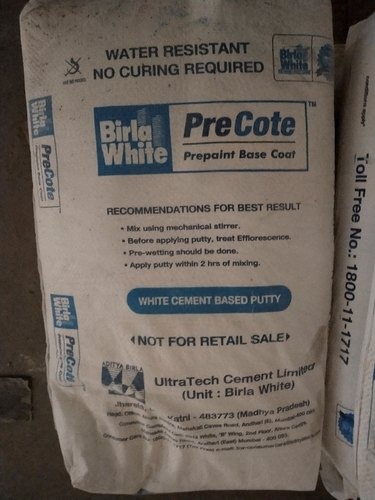 WATER RESISTANT
NO CURING REQUIRED
Birla
White
Birla
White
PreCote
TM
Prepaint Base Coat
RECOMMENDATIONS FOR BEST RESULT
• Mix using mechanical stirrer.
• Before applying putty, treat Efflorescence.
• Pre-wetting should be done.
• Apply putty within 2 hrs of mixing.
WHITE CEMENT BASED PUTTY
NOT FOR RETAIL SALE
ADITYA BIRLA
UltraTech Cement Limited
(Unit : Birla White)
Katni - 483773 (Madhya Pradesh)
Birla
White
PreCote
Prepaint Base Coat
Birla
White
PreCote
Toll Free No.: 1800-11-1717